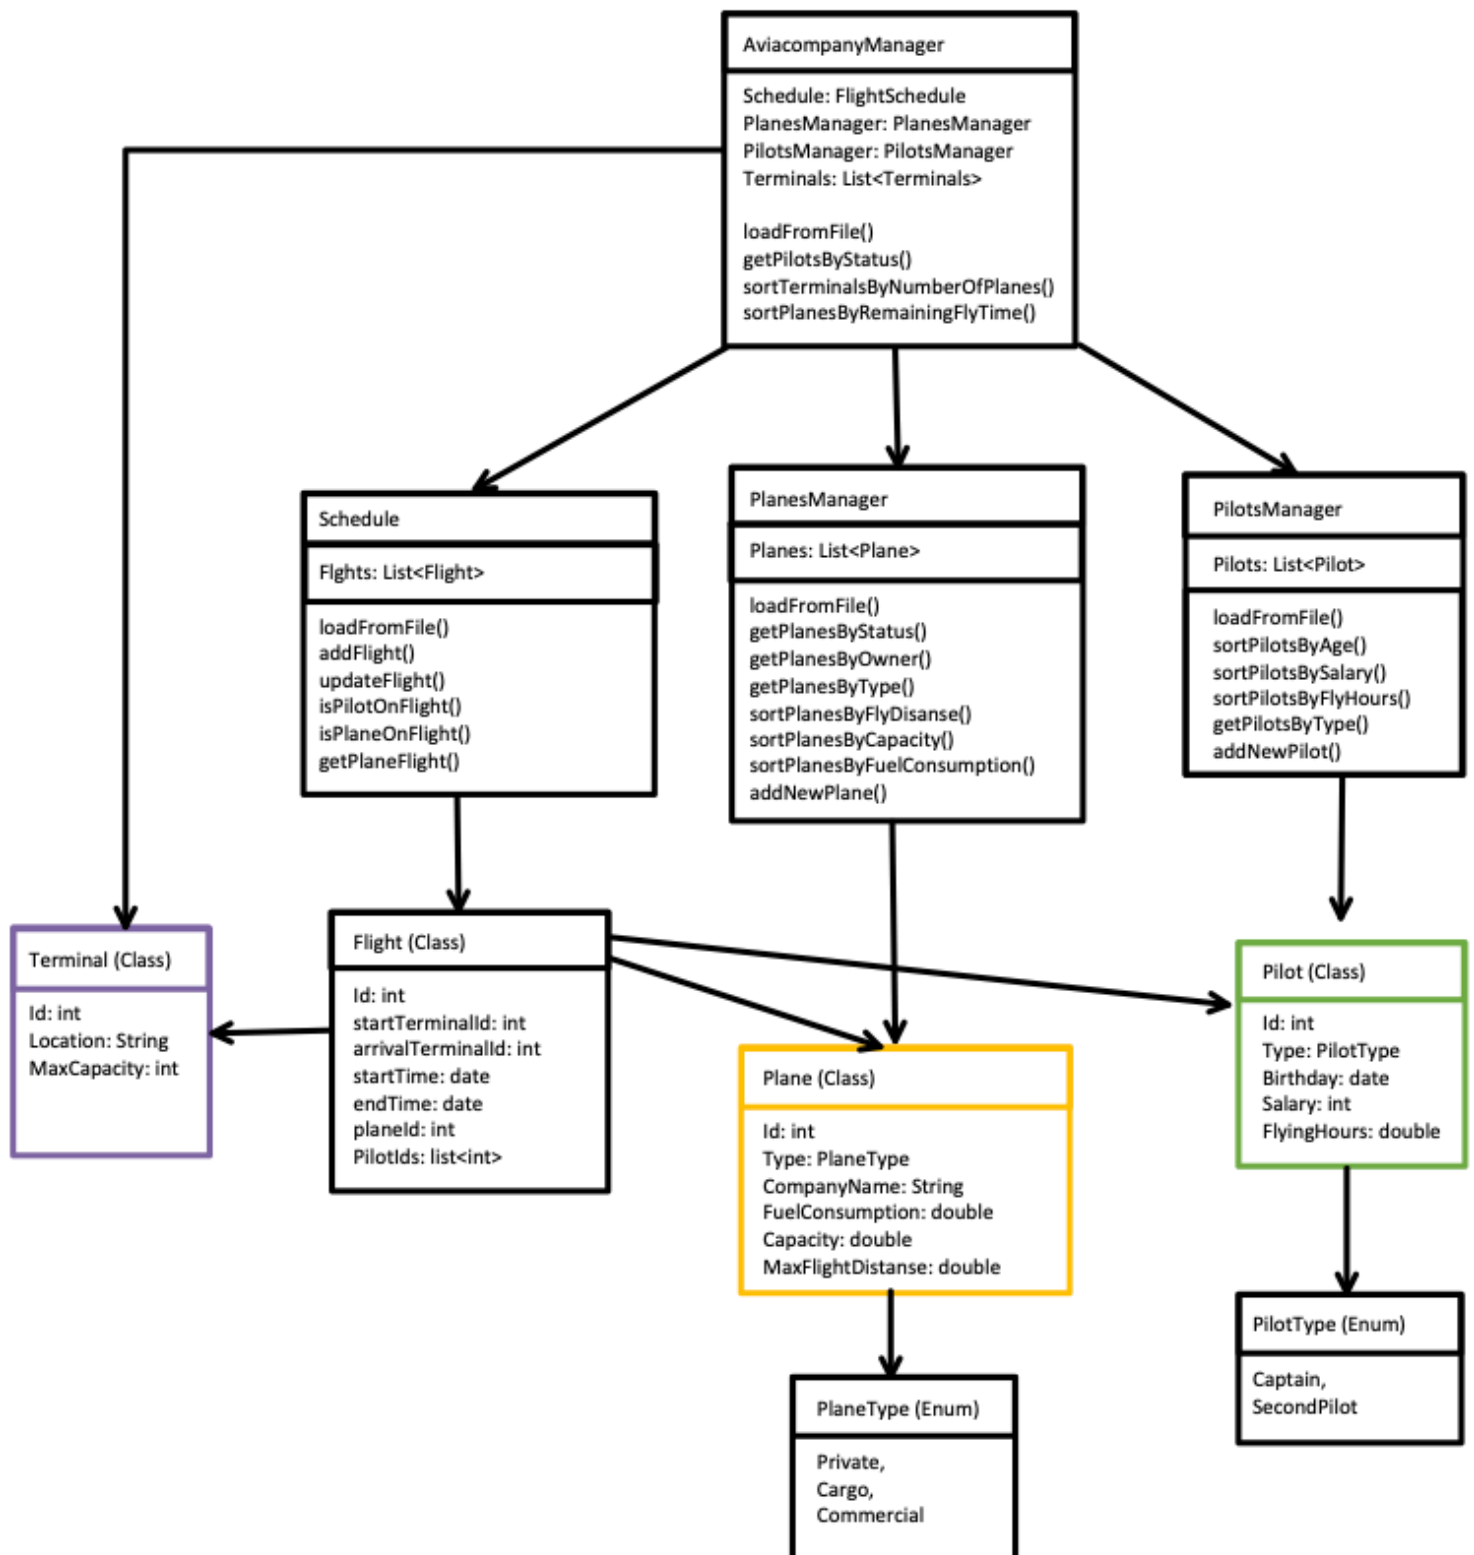 AviacompanyManager
Schedule: FlightSchedule
PlanesManager: PlanesManager
PilotsManager: PilotsManager
Terminals: List<Terminals>
loadFromFile()
getPilotsByStatus()
sortTerminalsByNumberOfPlanes()
sortPlanesByRemainingFlyTime()
Schedule
Flghts: List<Flight>
loadFromFile()
addFlight()
updateFlight()
isPilotOnFlight()
isPlaneOnFlight()
getPlaneFlight()
PlanesManager
Planes: List<Plane>
loadFromFile()
getPlanesByStatus()
getPlanesByOwner()
getPlanesByType()
sortPlanesByFlyDisanse()
sortPlanesByCapacity()
sortPlanesByFuelConsumption()
addNewPlane()
PilotsManager
Pilots: List<Pilot>
loadFromFile()
sortPilotsByAge()
sortPilotsBySalary()
sortPilotsByFlyHours()
getPilotsByType()
addNewPilot()
Terminal (Class)
Id: int
Location: String
MaxCapacity: int
Flight (Class)
Id: int
startTerminalId: int
arrivalTerminalId: int
startTime: date
endTime: date
planeId: int
PilotIds: list<int>
Plane (Class)
Id: int
Type: PlaneType
CompanyName: String
FuelConsumption: double
Capacity: double
MaxFlightDistanse: double
Pilot (Class)
Id: int
Type: PilotType
Birthday: date
Salary: int
FlyingHours: double
PlaneType (Enum)
Private,
Cargo,
Commercial
PilotType (Enum)
Captain,
SecondPilot